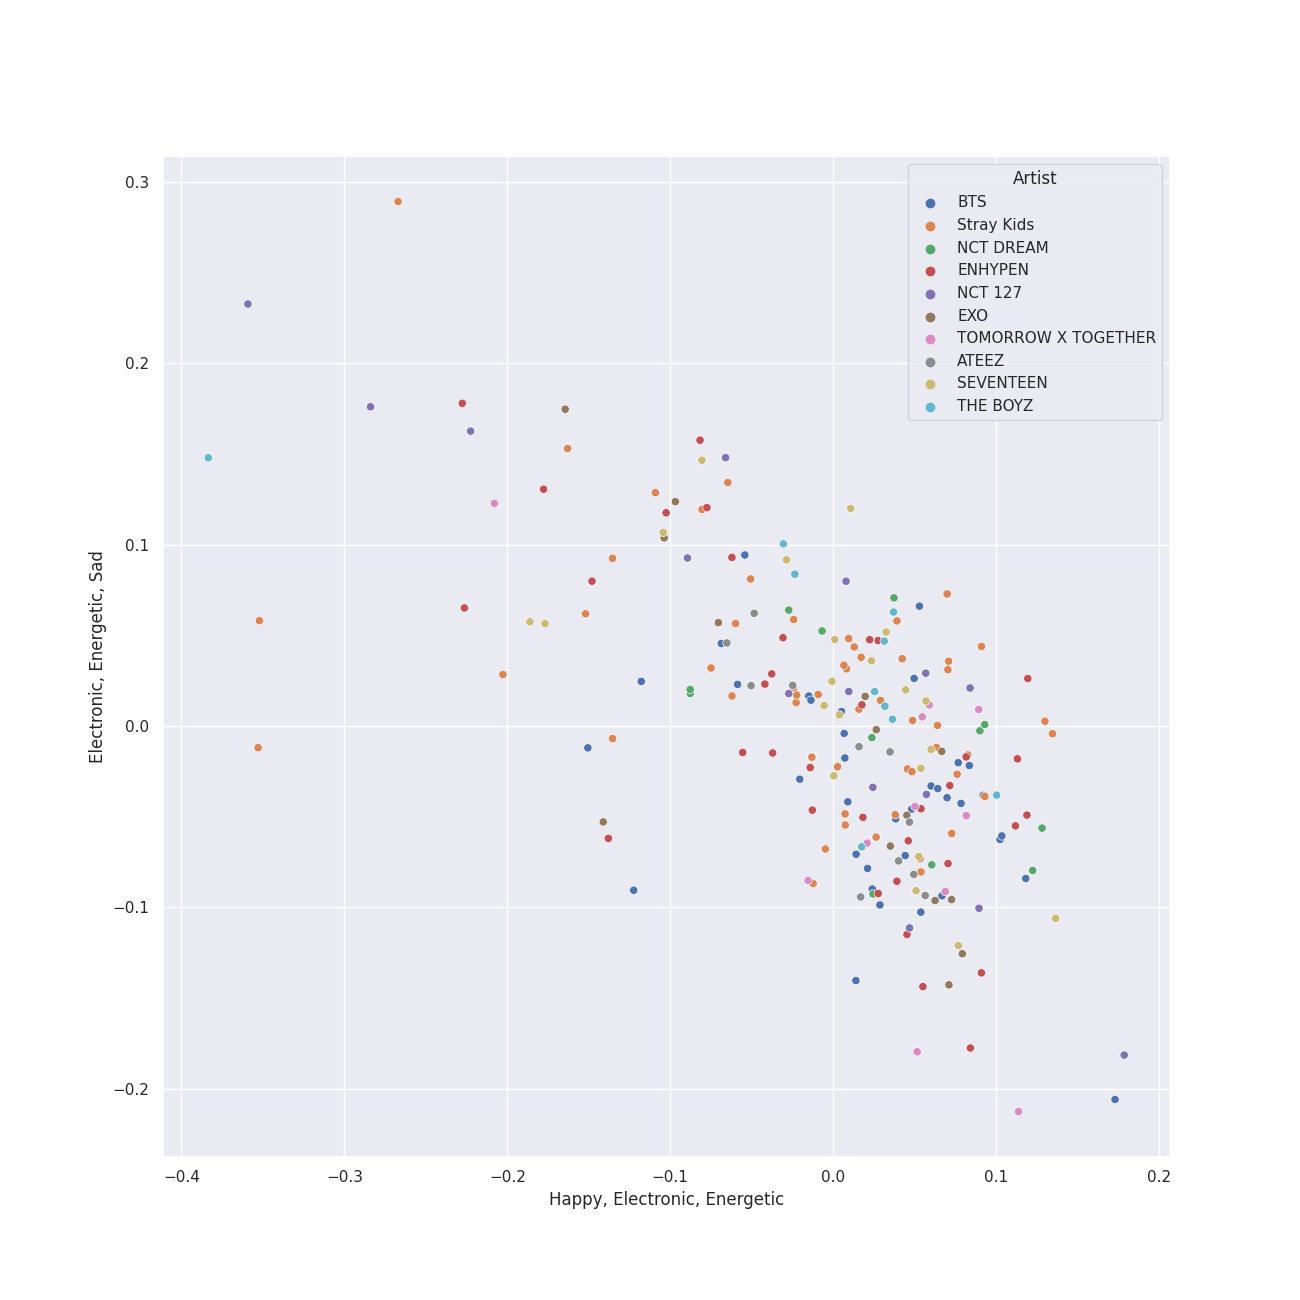 Artist
BTS
Stray Kids
NCT DREAM
ENHYPEN
NCT 127
EXO
TOMORROW X TOGETHER
ATEEZ
SEVENTEEN
THE BOYZ
0.3
0.2
0.1
0.0
−0.1
−0.2
Electronic, Energetic, Sad
−0.4 −0.3 −0.2 −0.1 0.0 0.1 0.2
Happy, Electronic, Energetic